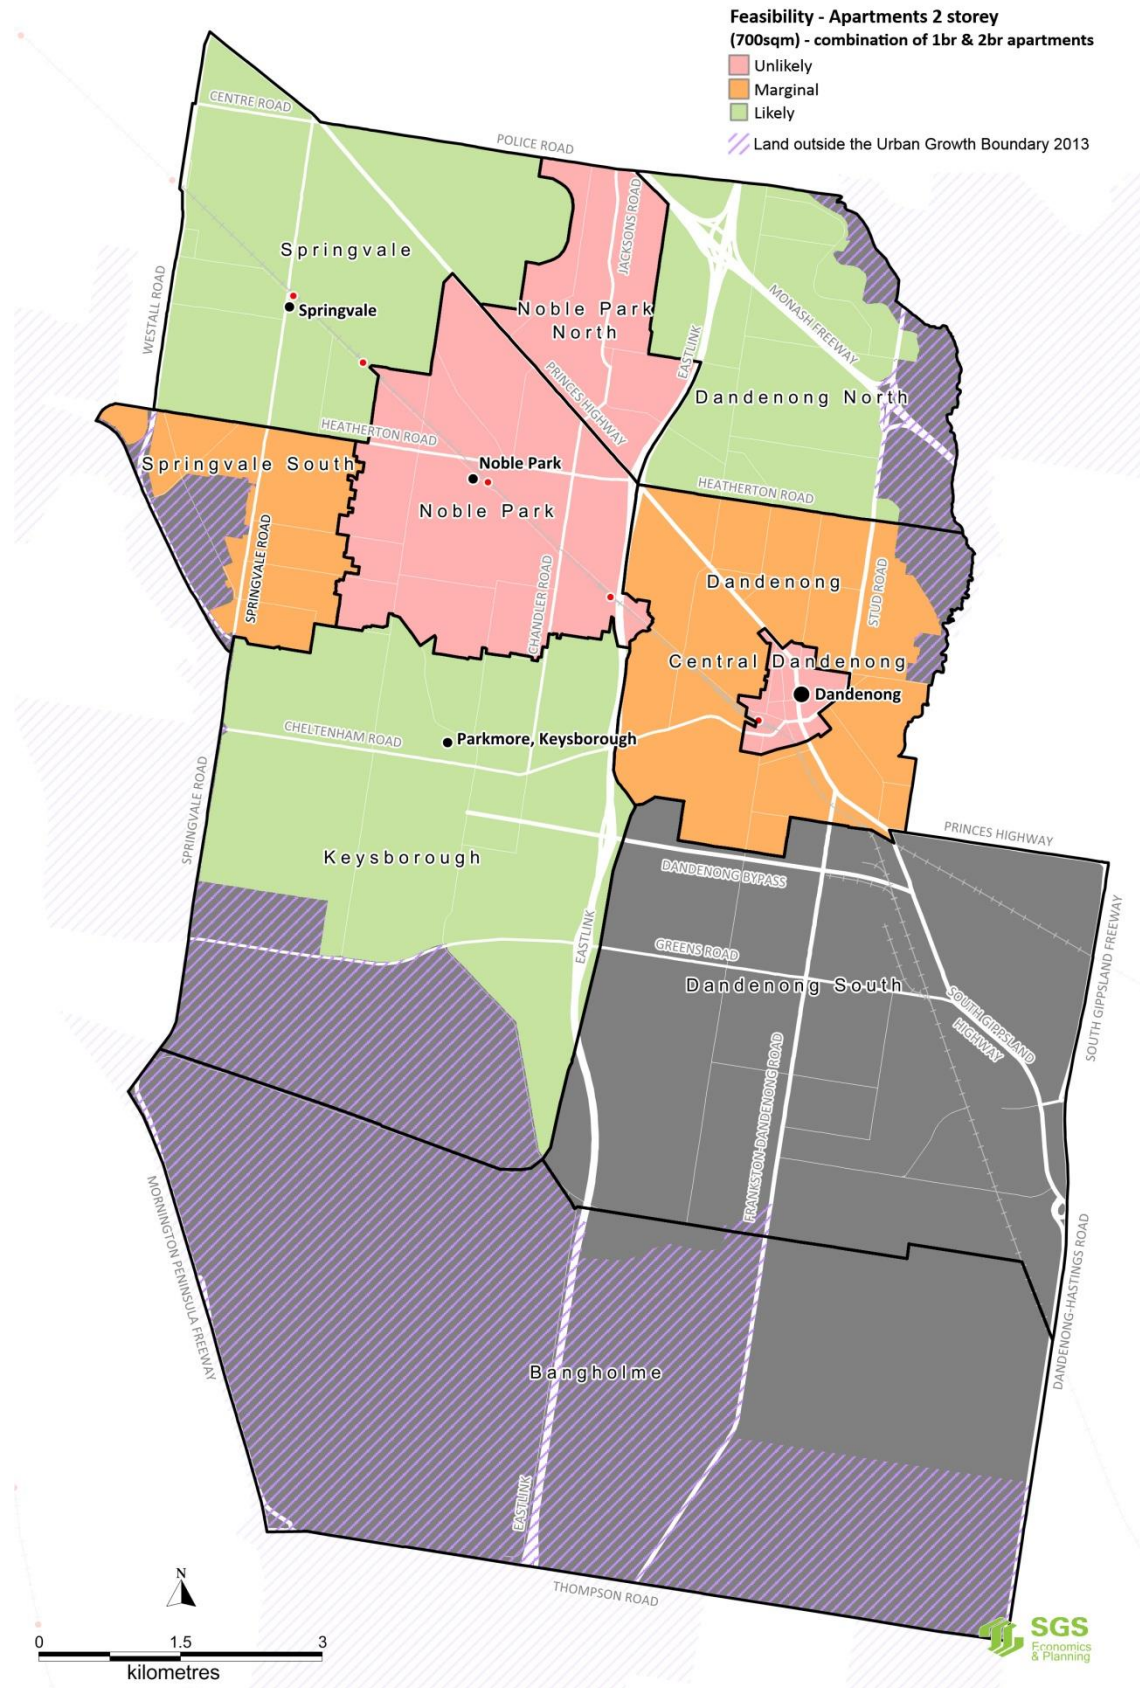 Feasibility - Apartments 2 storey
(700sqm) - combination of 1br & 2br apartments
Unlikely
Marginal
Likely
Land outside the Urban Growth Boundary 2013
CENTRE ROAD
POLICE ROAD
JACKSONS ROAD
Springvale
Springvale
WESTALL ROAD
Noble Park
North
MONASH FREEWAY
EASTLINK
PRINCES HIGHWAY
Dandenong North
HEATHERTON ROAD
Springvale South
Noble Park
Noble Park
HEATHERTON ROAD
SPRINGVALE ROAD
CHANDLER ROAD
Dandenong
STUD ROAD
Central Dandenong
Dandenong
CHELTENHAM ROAD
Parkmore, Keysborough
SPRINGVALE ROAD
Keysborough
PRINCES HIGHWAY
DANDENONG BYPASS
EASTLINK
GREENS ROAD
Dandenong South
SOUTH GIPPSLAND FREEWAY
SOUTH GIPPSLAND
HIGHWAY
FRANKSTON-DANDENONG ROAD
MORNINGTON PENINSULA FREEWAY
DANDENONG-HASTINGS ROAD
Bangholme
EASTLINK
THOMPSON ROAD
N
0 1.5 3
kilometres
SGS
Economics
& Planning